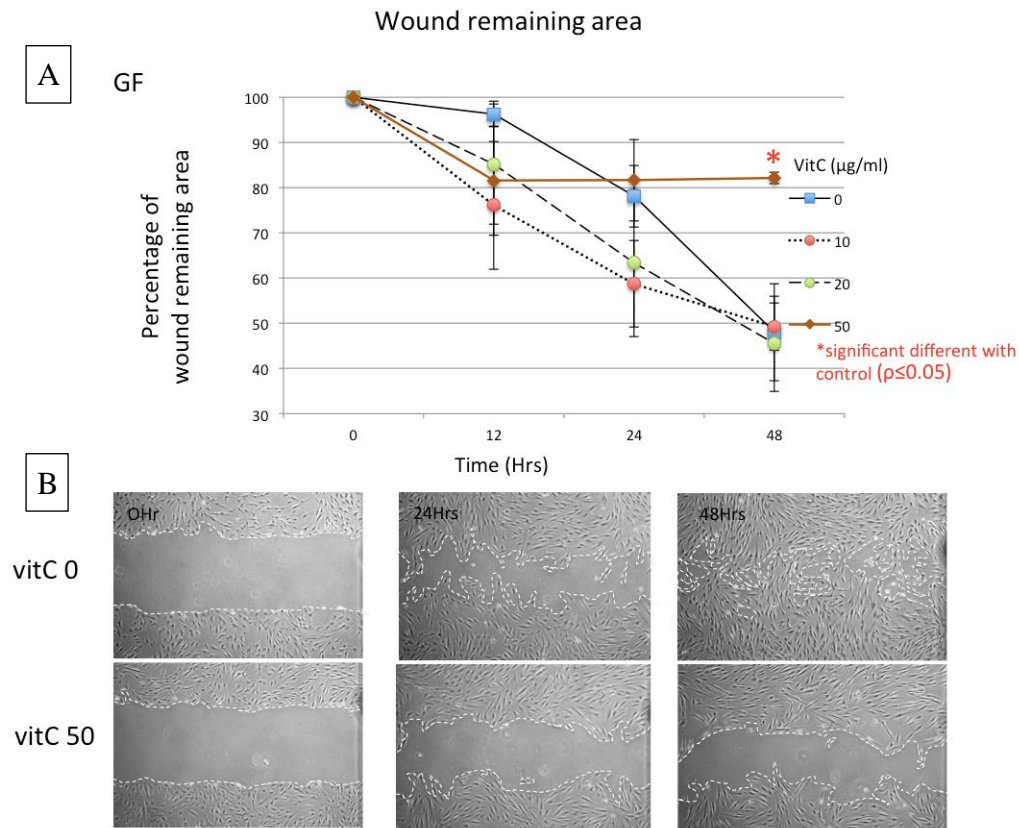 Wound remaining area
A
GF
Percentage of
wound remaining area
100
90
80
70
60
50
40
30
0
12
24
48
Time (Hrs)
*
VitC (µg/ml)
0
10
20
50
*significant different with
control (ρ≤0.05)
B
vitC 0
OHr
24Hrs
48Hrs
vitC 50